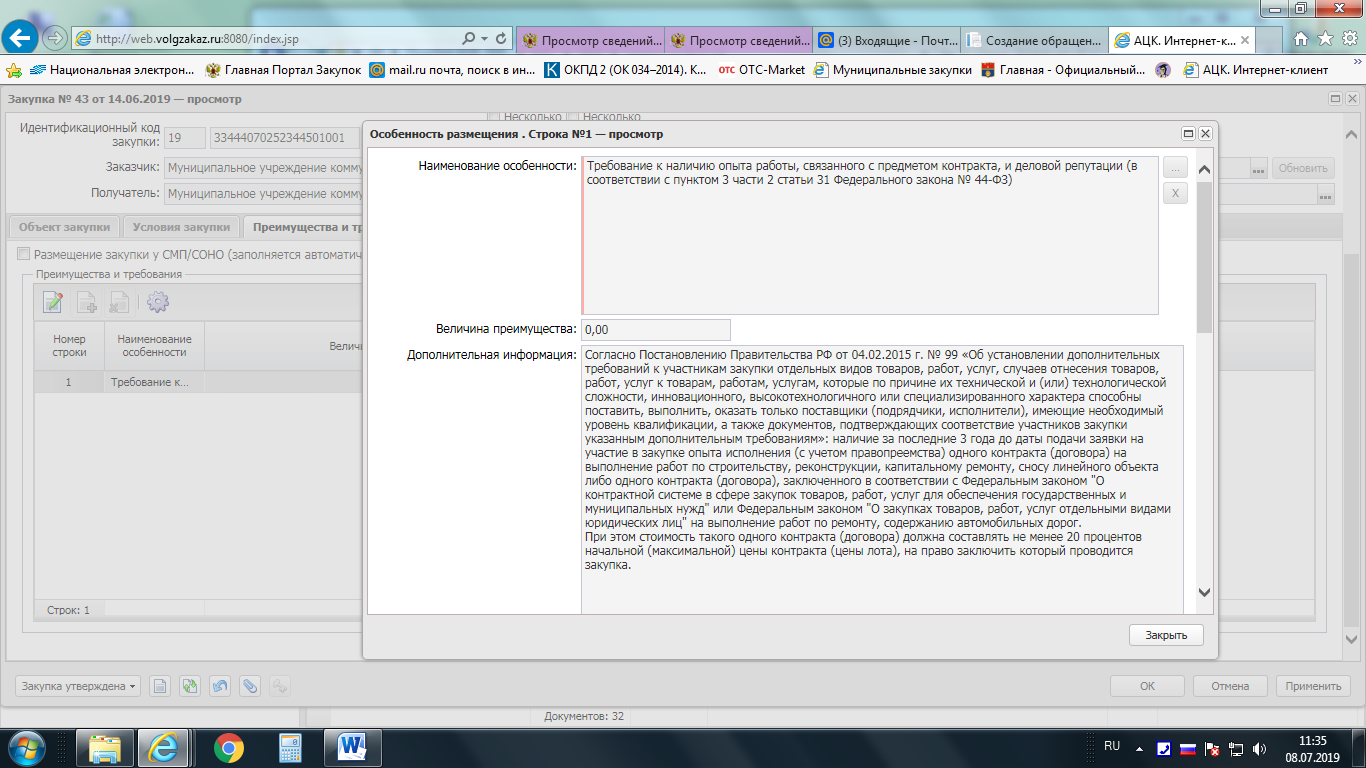 http://web.volgzakaz.ru:8080/index.jsp
Просмотр сведений...
Просмотр сведений...
(3) Входящие - Почт...
Создание обращен...
АЦК. Интернет-к...
Национальная электрон...
Главная Портал Закупок
mail.ru почта, поиск в ин...
ОКПД 2 (ОК 034–2014). К...
ОТС ОТС-Market
Муниципальные закупки
Главная - Официальный...
АЦК. Интернет-клиент
Закупка № 43 от 14.06.2019 — просмотр
Несколько
Несколько
Идентификационный код
закупки:
19
33444070252344501001
Заказчик:
Муниципальное учреждение комму
Обновить
Получатель:
Муниципальное учреждение комму
Объект закупки
Условия закупки
Преимущества и тр
Размещение закупки у СМП/СОНО (заполняется автоматич
Преимущества и требования
Номер
строки
Наименование
особенности
Велич
1
Требование к...
Строк: 1
Особенность размещения . Строка №1 — просмотр
Наименование особенности:
Требование к наличию опыта работы, связанного с предметом контракта, и деловой репутации (в
соответствии с пунктом 3 части 2 статьи 31 Федерального закона № 44-ФЗ)
...
X
Величина преимущества:
0,00
Дополнительная информация:
Согласно Постановлению Правительства РФ от 04.02.2015 г. № 99 «Об установлении дополнительных
требований к участникам закупки отдельных видов товаров, работ, услуг, случаев отнесения товаров,
работ, услуг к товарам, работам, услугам, которые по причине их технической и (или) технологической
сложности, инновационного, высокотехнологичного или специализированного характера способны
поставить, выполнить, оказать только поставщики (подрядчики, исполнители), имеющие необходимый
уровень квалификации, а также документов, подтверждающих соответствие участников закупки
указанным дополнительным требованиям»: наличие за последние 3 года до даты подачи заявки на
участие в закупке опыта исполнения (с учетом правопреемства) одного контракта (договора) на
выполнение работ по строительству, реконструкции, капитальному ремонту, сносу линейного объекта
либо одного контракта (договора), заключенного в соответствии с Федеральным законом "О
контрактной системе в сфере закупок товаров, работ, услуг для обеспечения государственных и
муниципальных нужд" или Федеральным законом "О закупках товаров, работ, услуг отдельными видами
юридических лиц" на выполнение работ по ремонту, содержанию автомобильных дорог.
При этом стоимость такого одного контракта (договора) должна составлять не менее 20 процентов
начальной (максимальной) цены контракта (цены лота), на право заключить который проводится
закупка.
Закрыть
Закупка утверждена
ОК
Отмена
Применить
Документов: 32
RU
11:35
08.07.2019